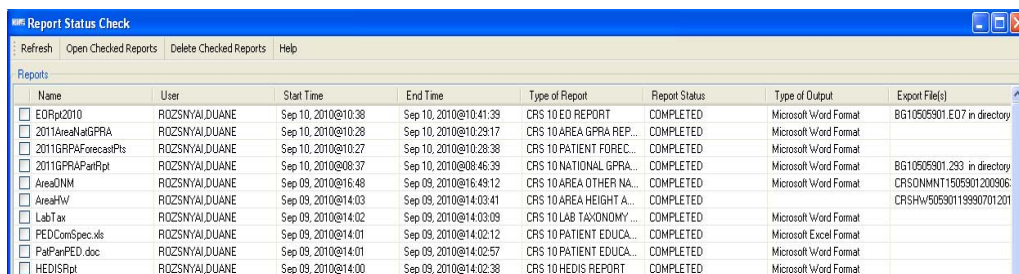 Report Status Check
Refresh Open Checked Reports Delete Checked Reports Help
Reports
Name User Start Time End Time Type of Report Report Status Type of Output Export File(s)
EORpt2010 ROZSNYAI,DUANE Sep 10, 2010@10:38 Sep 10, 2010@10:41:39 CRS 10 EO REPORT COMPLETED Microsoft Word Format BG10505901.EO7 in directory
2011AreaNatGPRA ROZSNYAI,DUANE Sep 10, 2010@10:28 Sep 10, 2010@10:29:17 CRS 10 AREA GPRA REP... COMPLETED Microsoft Word Format
2011GRPAForecastPts ROZSNYAI,DUANE Sep 10, 2010@10:27 Sep 10, 2010@10:28:38 CRS 10 PATIENT FOREC... COMPLETED Microsoft Word Format
2011GPRAPartRpt ROZSNYAI,DUANE Sep 10, 2010@08:37 Sep 10, 2010@08:46:39 CRS 10 NATIONAL GPRA... COMPLETED Microsoft Word Format BG10505901.293 in directory
AreaONM ROZSNYAI,DUANE Sep 09, 2010@16:48 Sep 09, 2010@16:49:12 CRS 10 AREA OTHER NA... COMPLETED Microsoft Word Format CRSONMNT1505901200906
AreaHW ROZSNYAI,DUANE Sep 09, 2010@14:03 Sep 09, 2010@14:03:41 CRS 10 AREA HEIGHT A... COMPLETED CRSHW50590119990701201
LabTax ROZSNYAI,DUANE Sep 09, 2010@14:02 Sep 09, 2010@14:03:09 CRS 10 LAB TAXONOMY ... COMPLETED Microsoft Word Format
PEDComSpec.xls ROZSNYAI,DUANE Sep 09, 2010@14:01 Sep 09, 2010@14:02:12 CRS 10 PATIENT EDUCA... COMPLETED Microsoft Excel Format
PatPanPED.doc ROZSNYAI,DUANE Sep 09, 2010@14:01 Sep 09, 2010@14:02:57 CRS 10 PATIENT EDUCA... COMPLETED Microsoft Word Format
HEDISRpt ROZSNYAI,DUANE Sep 09, 2010@14:00 Sep 09, 2010@14:02:38 CRS 10 HEDIS REPORT COMPLETED Microsoft Word Format